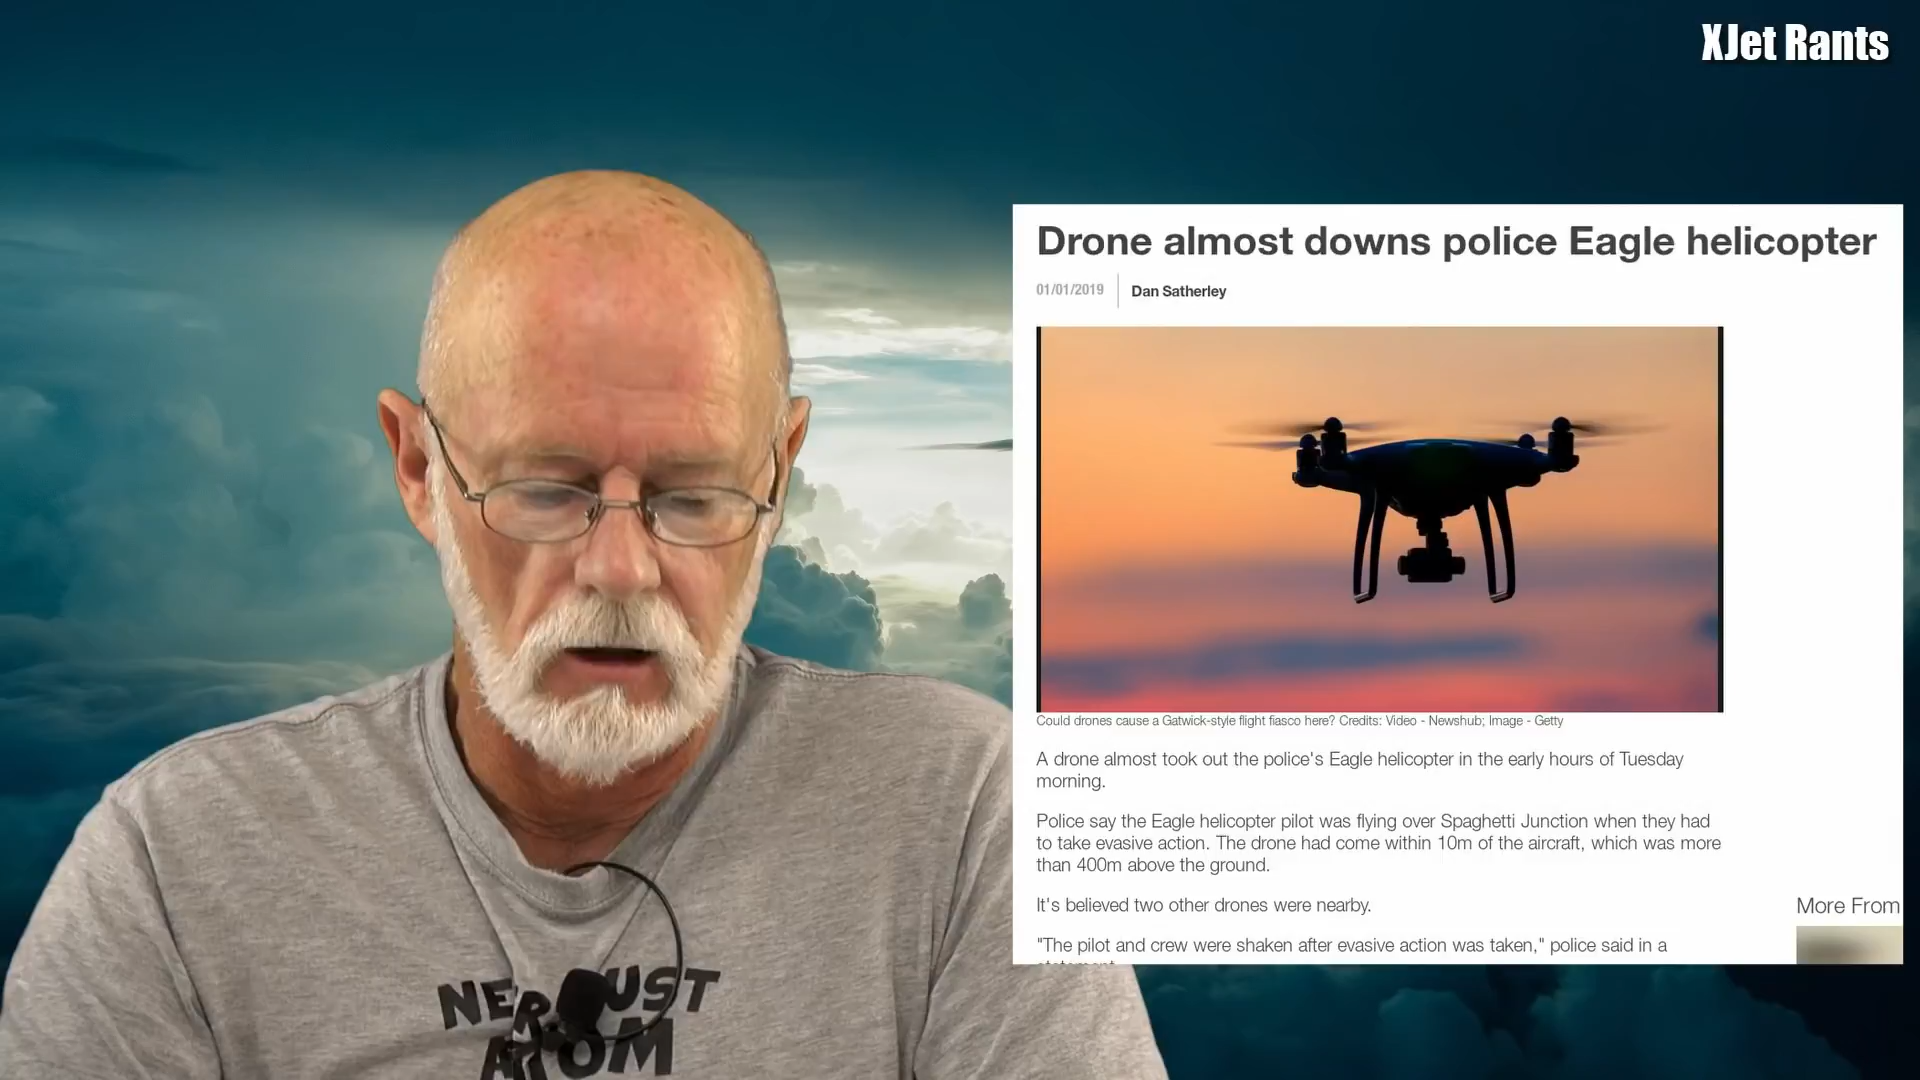 XJet Rants
Drone almost downs police Eagle helicopter
01/01/2019
Dan Satherley
Could drones cause a Gatwick-style flight fiasco here? Credits: Video - Newshub; Image - Getty
A drone almost took out the police's Eagle helicopter in the early hours of Tuesday
morning.
Police say the Eagle helicopter pilot was flying over Spaghetti Junction when they had
to take evasive action. The drone had come within 10m of the aircraft, which was more
than 400m above the ground.
It's believed two other drones were nearby.
More From
"The pilot and crew were shaken after evasive action was taken," police said in a